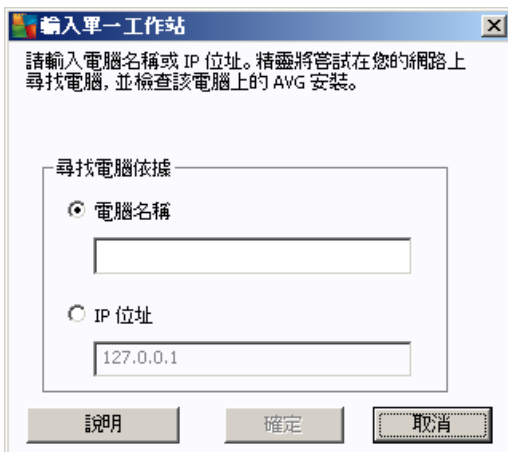 輸入單一工作站
請輸入電腦名稱或 IP 位址。精靈將嘗試在您的網路上
尋找電腦，並檢查該電腦上的 AVG 安裝。
尋找電腦依據
電腦名稱
IP 位址
127.0.0.1
說明
確定
取消